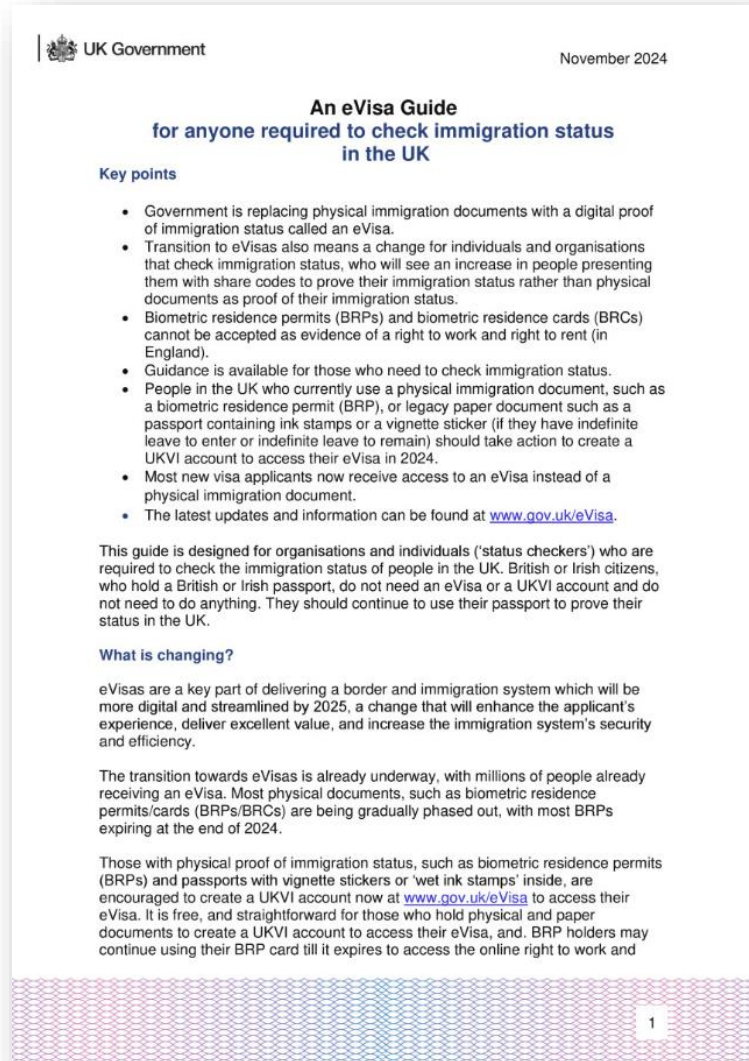 UK Government
November 2024
An eVisa Guide
for anyone required to check immigration status
in the UK
Key points
• Government is replacing physical immigration documents with a digital proof
of immigration status called an eVisa.
• Transition to eVisas also means a change for individuals and organisations
that check immigration status, who will see an increase in people presenting
them with share codes to prove their immigration status rather than physical
documents as proof of their immigration status.
• Biometric residence permits (BRPs) and biometric residence cards (BRCs)
cannot be accepted as evidence of a right to work and right to rent (in
England).
• Guidance is available for those who need to check immigration status.
• People in the UK who currently use a physical immigration document, such as
a biometric residence permit (BRP), or legacy paper document such as a
passport containing ink stamps or a vignette sticker (if they have indefinite
leave to enter or indefinite leave to remain) should take action to create a
UKVI account to access their eVisa in 2024.
• Most new visa applicants now receive access to an eVisa instead of a
physical immigration document.
• The latest updates and information can be found at www.gov.uk/eVisa.
This guide is designed for organisations and individuals (‘status checkers’) who are
required to check the immigration status of people in the UK. British or Irish citizens,
who hold a British or Irish passport, do not need an eVisa or a UKVI account and do
not need to do anything. They should continue to use their passport to prove their
status in the UK.
What is changing?
eVisas are a key part of delivering a border and immigration system which will be
more digital and streamlined by 2025, a change that will enhance the applicant’s
experience, deliver excellent value, and increase the immigration system’s security
and efficiency.
The transition towards eVisas is already underway, with millions of people already
receiving an eVisa. Most physical documents, such as biometric residence
permits/cards (BRPs/BRCs) are being gradually phased out, with most BRPs
expiring at the end of 2024.
Those with physical proof of immigration status, such as biometric residence permits
(BRPs) and passports with vignette stickers or ‘wet ink stamps’ inside, are
encouraged to create a UKVI account now at www.gov.uk/eVisa to access their
eVisa. It is free, and straightforward for those who hold physical and paper
documents to create a UKVI account to access their eVisa, and. BRP holders may
continue using their BRP card till it expires to access the online right to work and
1